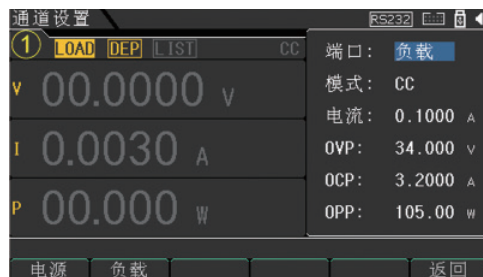 通道设置 RS232
1 LOAD DEP LIST CC
V 00.0000 V
I 0.0030 A
P 00.000 W
端口: 负载
模式: CC
电流: 0.1000 A
OVP: 34.000 V
OCP: 3.2000 A
OPP: 105.00 W
电源 负载 返回